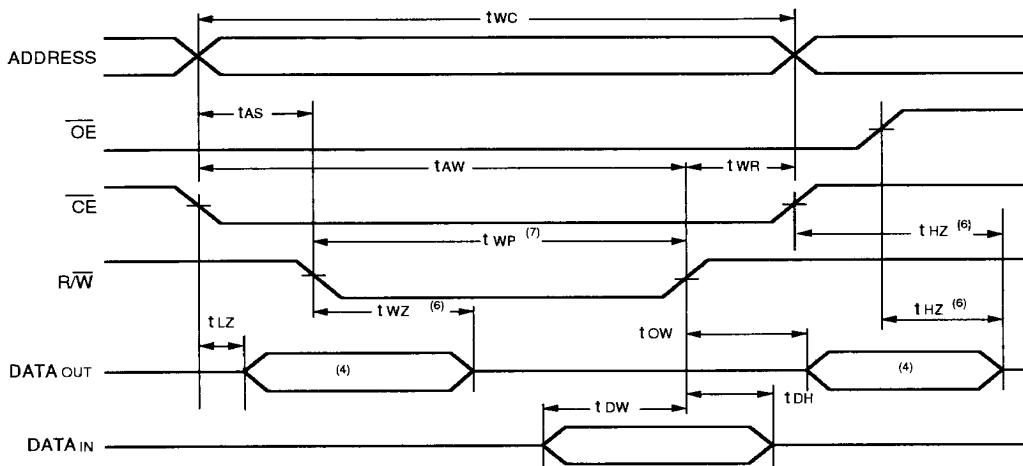 tWC
ADDRESS
tAS
OE
tAW
tWR
CE
tWP (7)
tHZ (6)
R/W
tWZ (6)
tHZ (6)
tLZ
tOW
DATA OUT
(4)
(4)
tDH
tDW
DATA IN